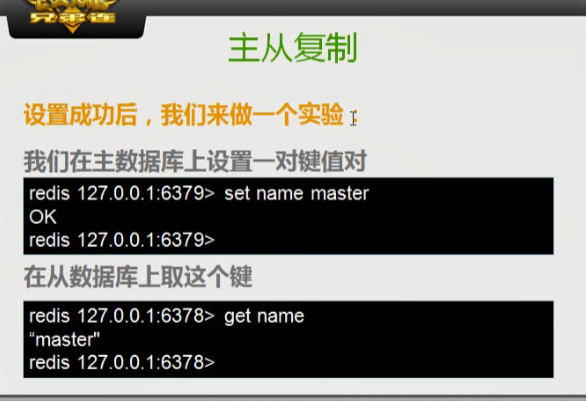 兄弟连
主从复制
设置成功后，我们来做一个实验：
我们在主数据库上设置一对键值对
redis 127.0.0.1:6379> set name master
OK
redis 127.0.0.1:6379>
在从数据库上取这个键
redis 127.0.0.1:6378> get name
“master"
redis 127.0.0.1:6378>